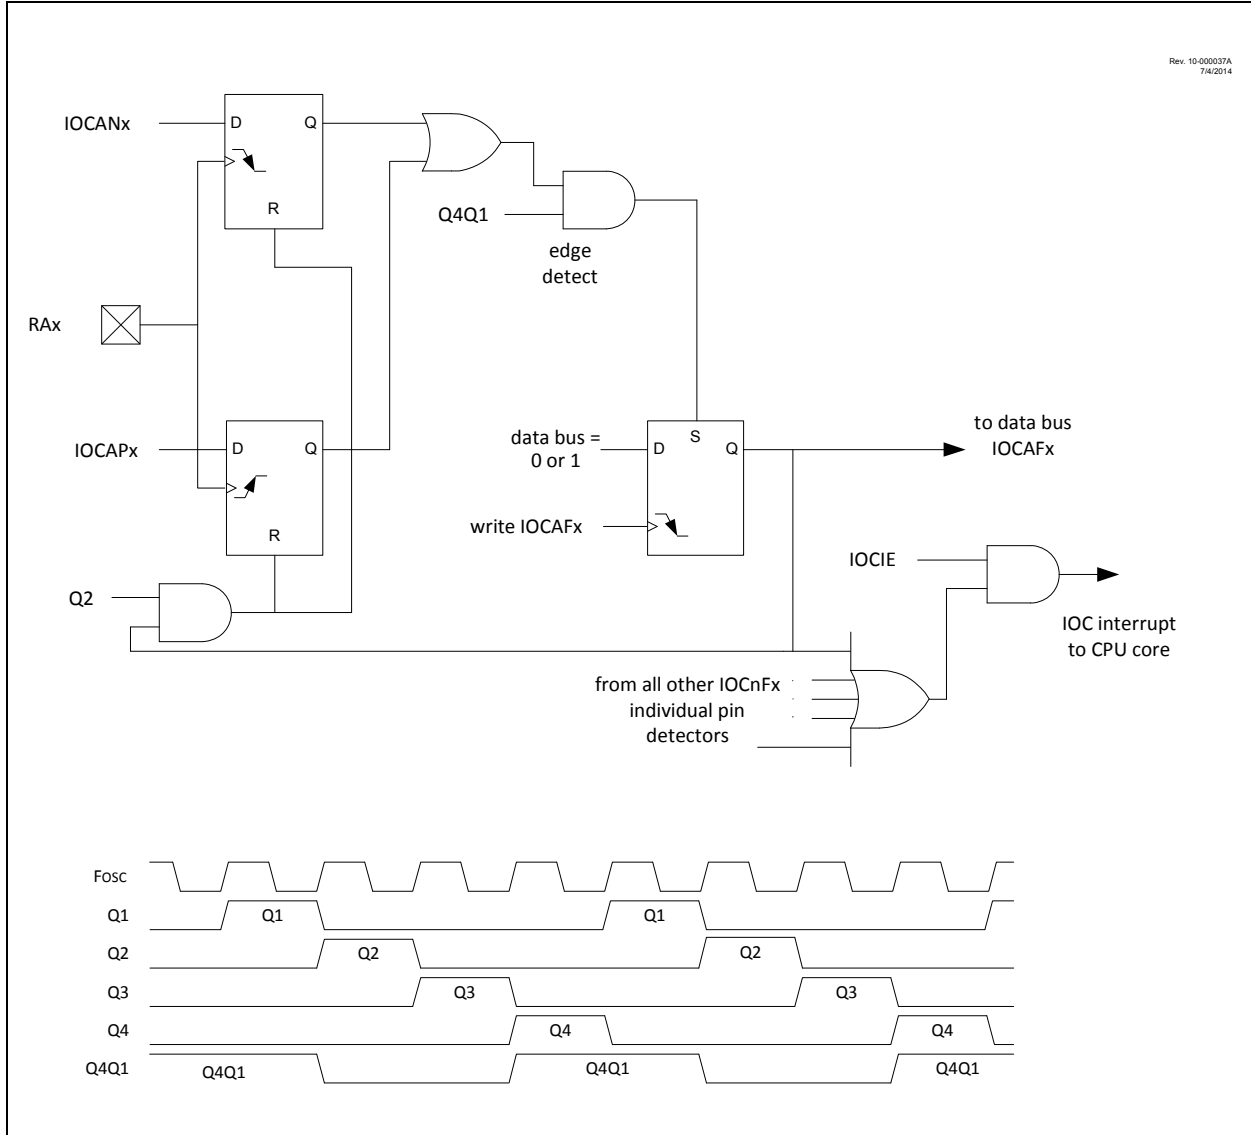 Rev. 10-000037A
7/4/2014
IOCANx
D
Q
R
Q4Q1
edge
detect
RAx
IOCAPx
D
Q
R
data bus =
0 or 1
S
D
Q
write IOCAFx
to data bus
IOCAFx
IOCIE
Q2
IOC interrupt
to CPU core
from all other IOCnFx
individual pin
detectors
Fosc
Q1
Q1
Q1
Q2
Q2
Q2
Q3
Q3
Q3
Q4
Q4
Q4
Q4Q1
Q4Q1
Q4Q1
Q4Q1